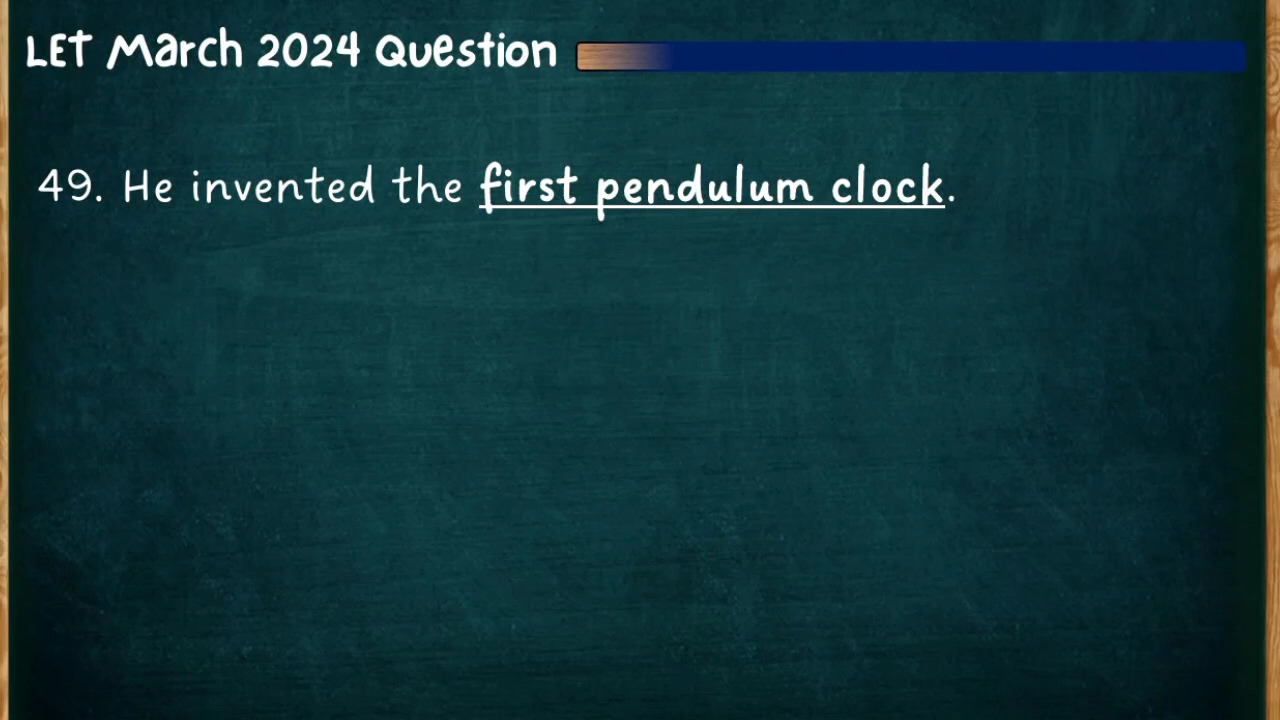 LET March 2024 Question
49. He invented the first pendulum clock.